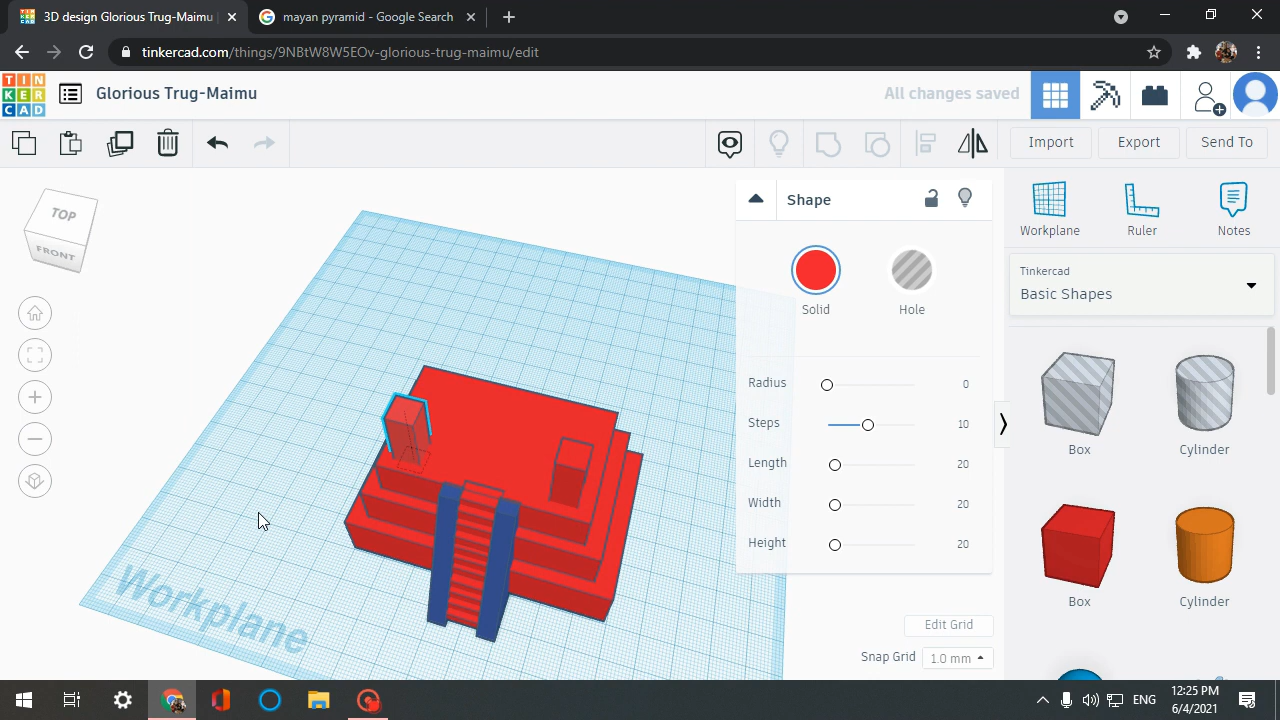 3D design Glorious Trug-Maimu
mayan pyramid - Google Search
tinkercad.com/things/9NBtW8W5EOv-glorious-trug-maimu/edit
TIN
KER
CAD
Glorious Trug-Maimu
All changes saved
Import
Export
Send To
TOP
FRONT
Shape
Solid
Hole
Radius 0
Steps 10
Length 20
Width 20
Height 20
Workplane
Ruler
Notes
Tinkercad
Basic Shapes
Box
Cylinder
Box
Cylinder
Workplane
Edit Grid
Snap Grid 1.0 mm
ENG
12:25 PM
6/4/2021